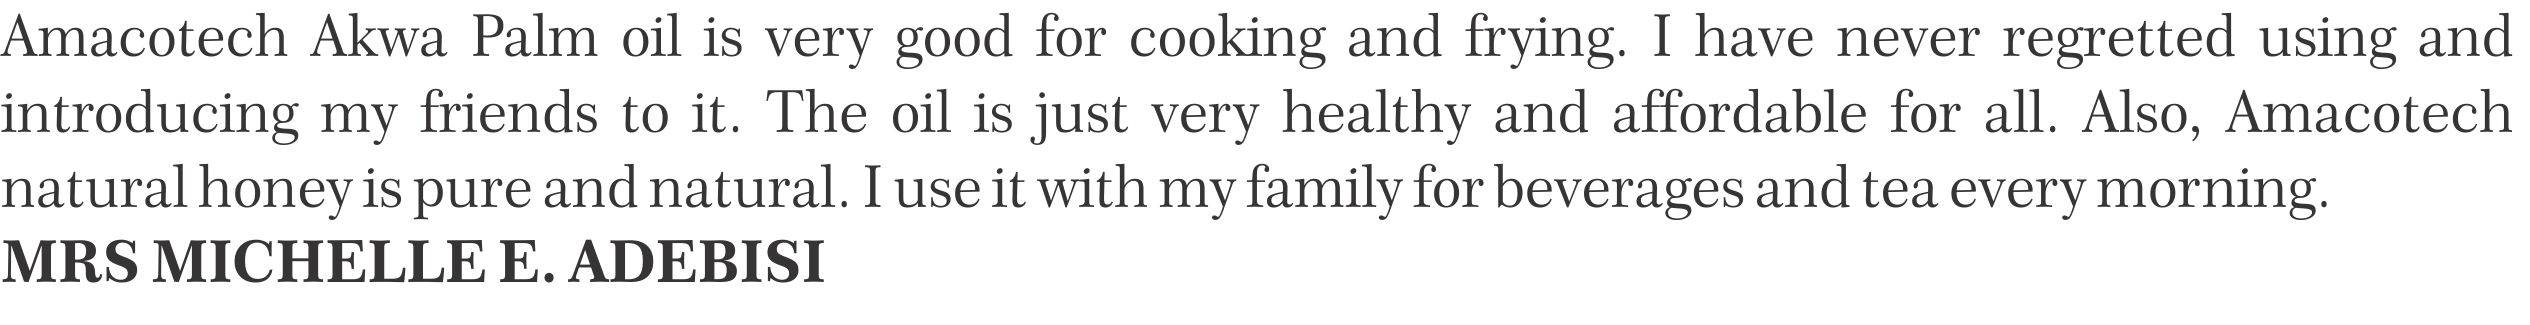 Amacotech Akwa Palm oil is very good for cooking and frying. I have never regretted using and
introducing my friends to it. The oil is just very healthy and affordable for all. Also, Amacotech
natural honey is pure and natural. I use it with my family for beverages and tea every morning.
MRS MICHELLE E. ADEBISI